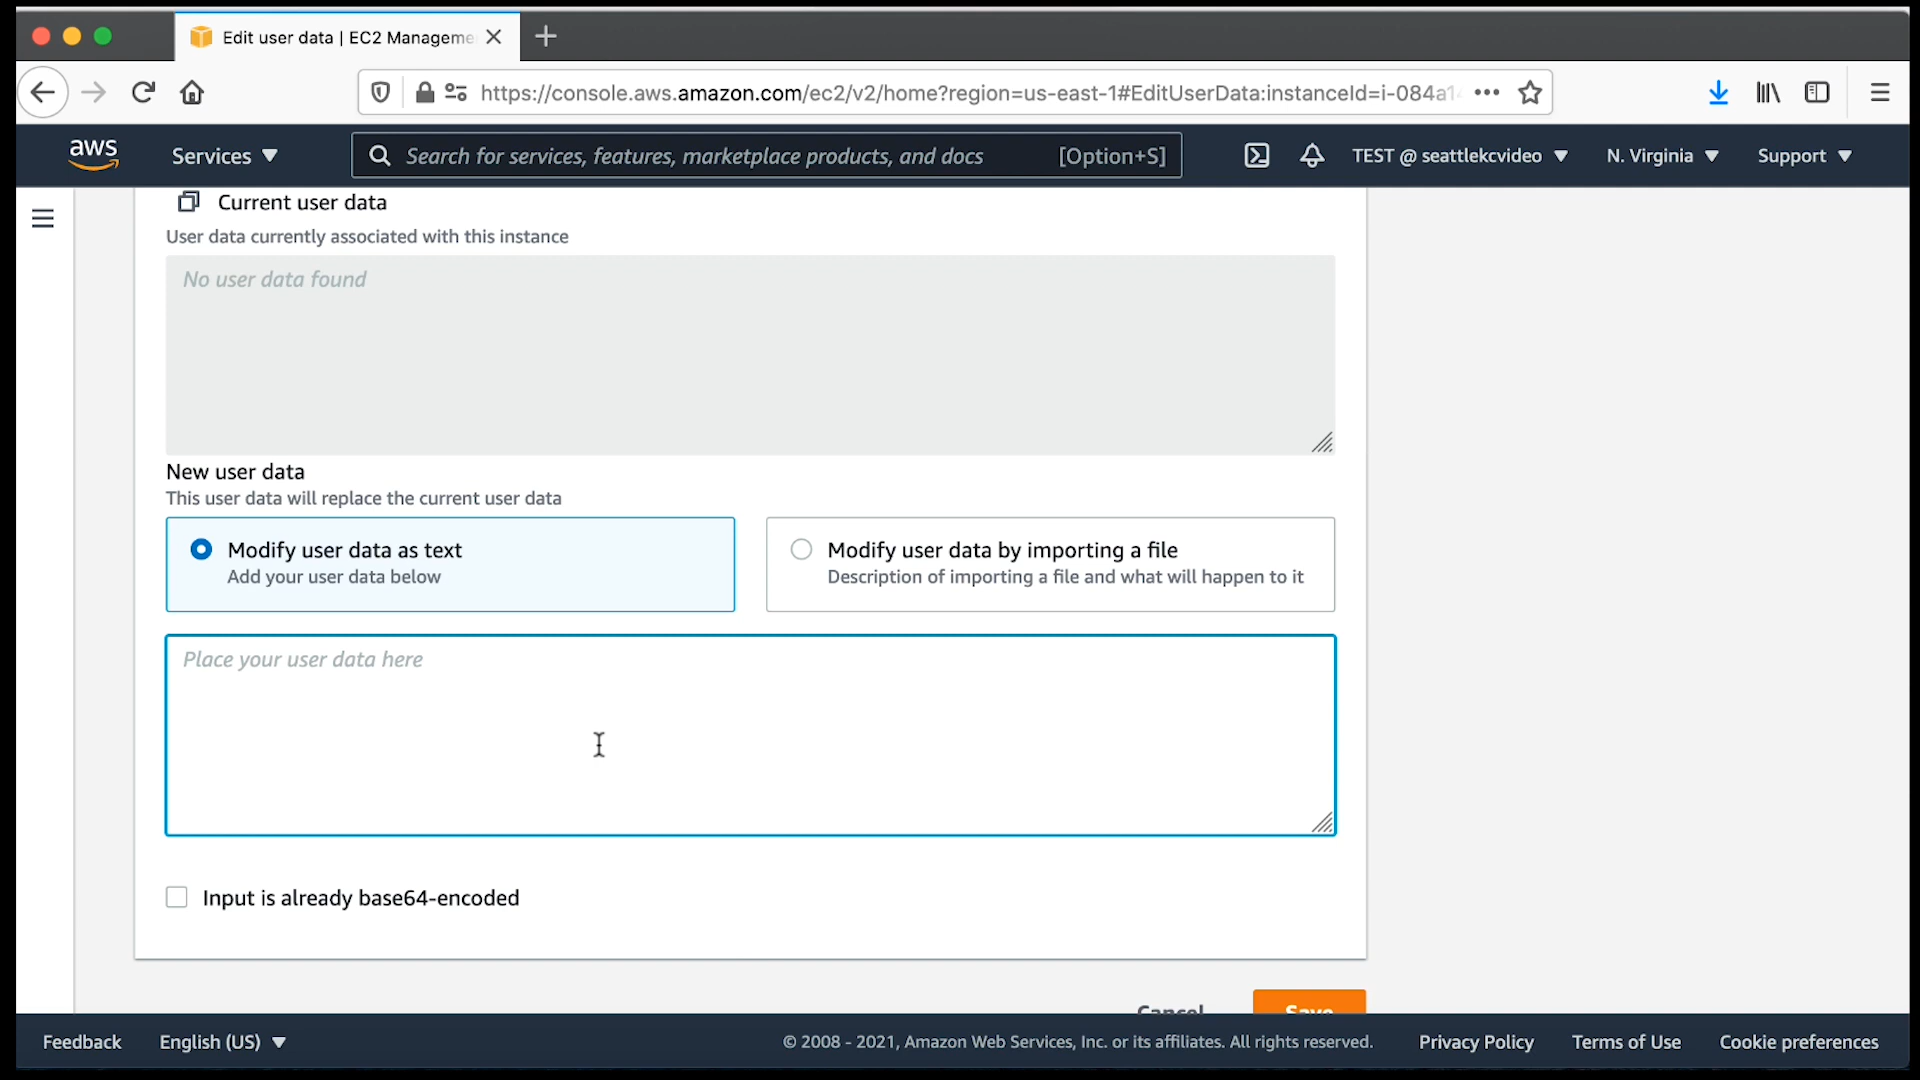 Edit user data | EC2 Manageme
https://console.aws.amazon.com/ec2/v2/home?region=us-east-1#EditUserData:instanceId=i-084a1
aws
Services
Search for services, features, marketplace products, and docs
[Option+S]
TEST @ seattlekcvideo
N. Virginia
Support
Current user data
User data currently associated with this instance
No user data found
New user data
This user data will replace the current user data
Modify user data as text
Add your user data below
Modify user data by importing a file
Description of importing a file and what will happen to it
Place your user data here
Input is already base64-encoded
Cancel
Save
Feedback
English (US)
© 2008 - 2021, Amazon Web Services, Inc. or its affiliates. All rights reserved.
Privacy Policy
Terms of Use
Cookie preferences